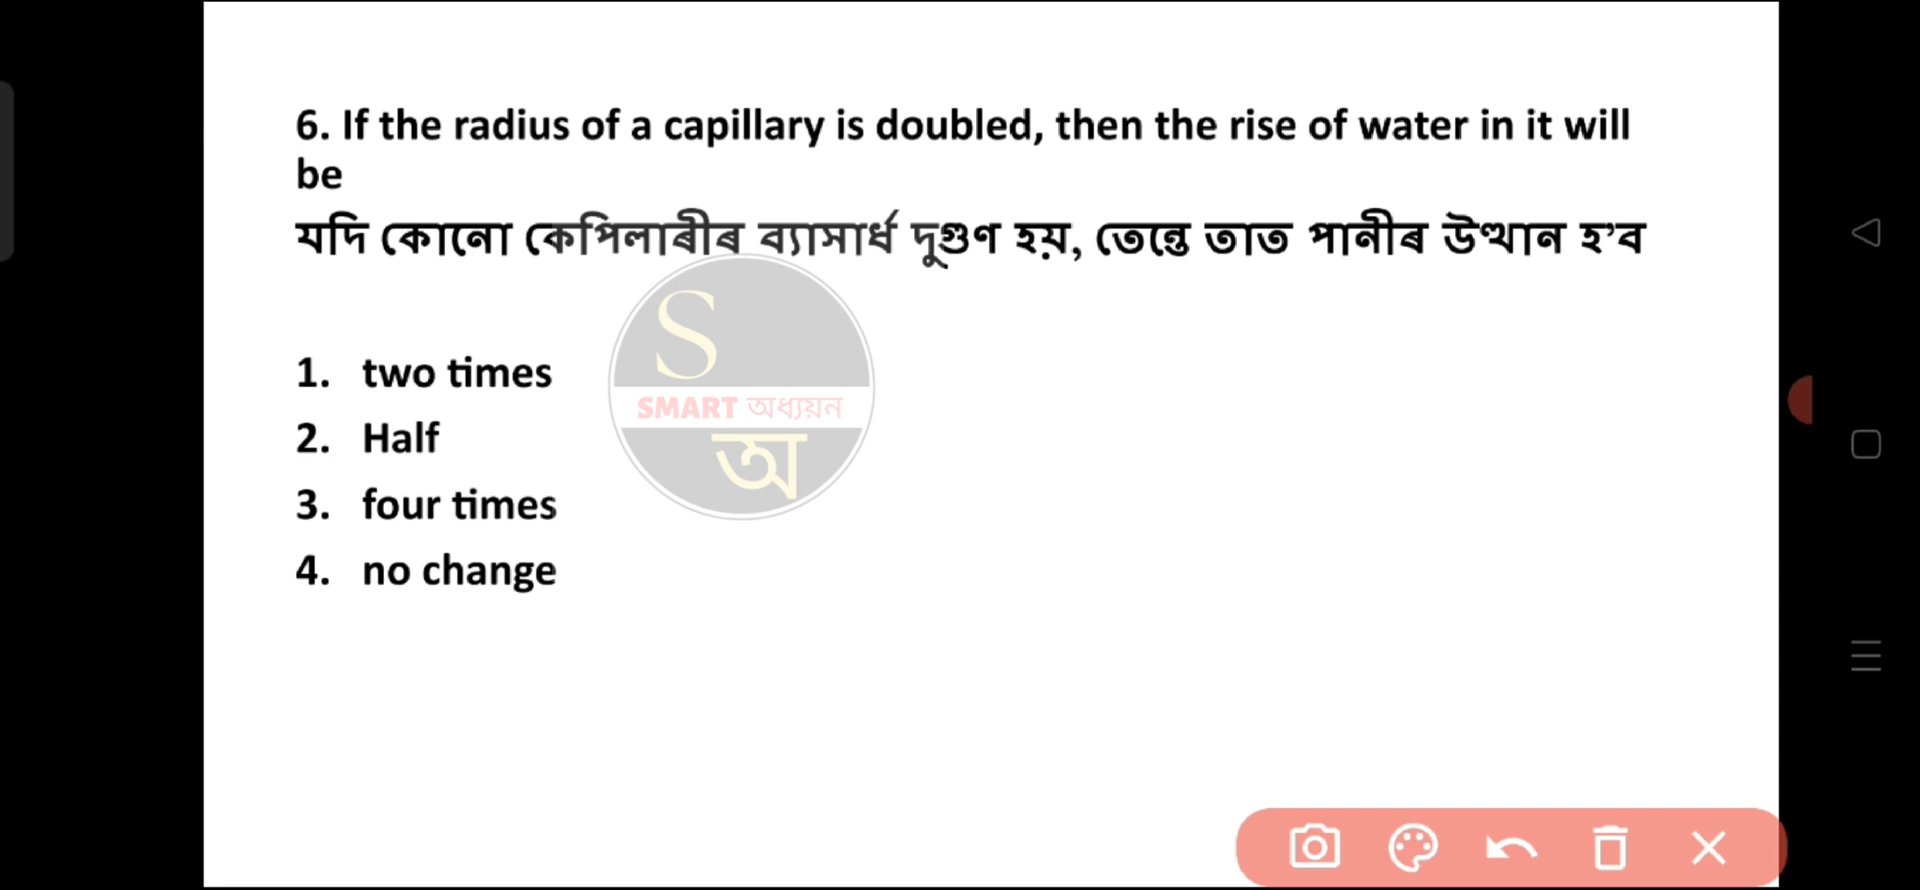 6. If the radius of a capillary is doubled, then the rise of water in it will
be
যদি কোনো কেপিলাৰীৰ ব্যাসাৰ্ধ দুগুণ হয়, তেন্তে তাত পানীৰ উত্থান হ’ব
S
SMART অধ্যয়ন
অ
1. two times
2. Half
3. four times
4. no change